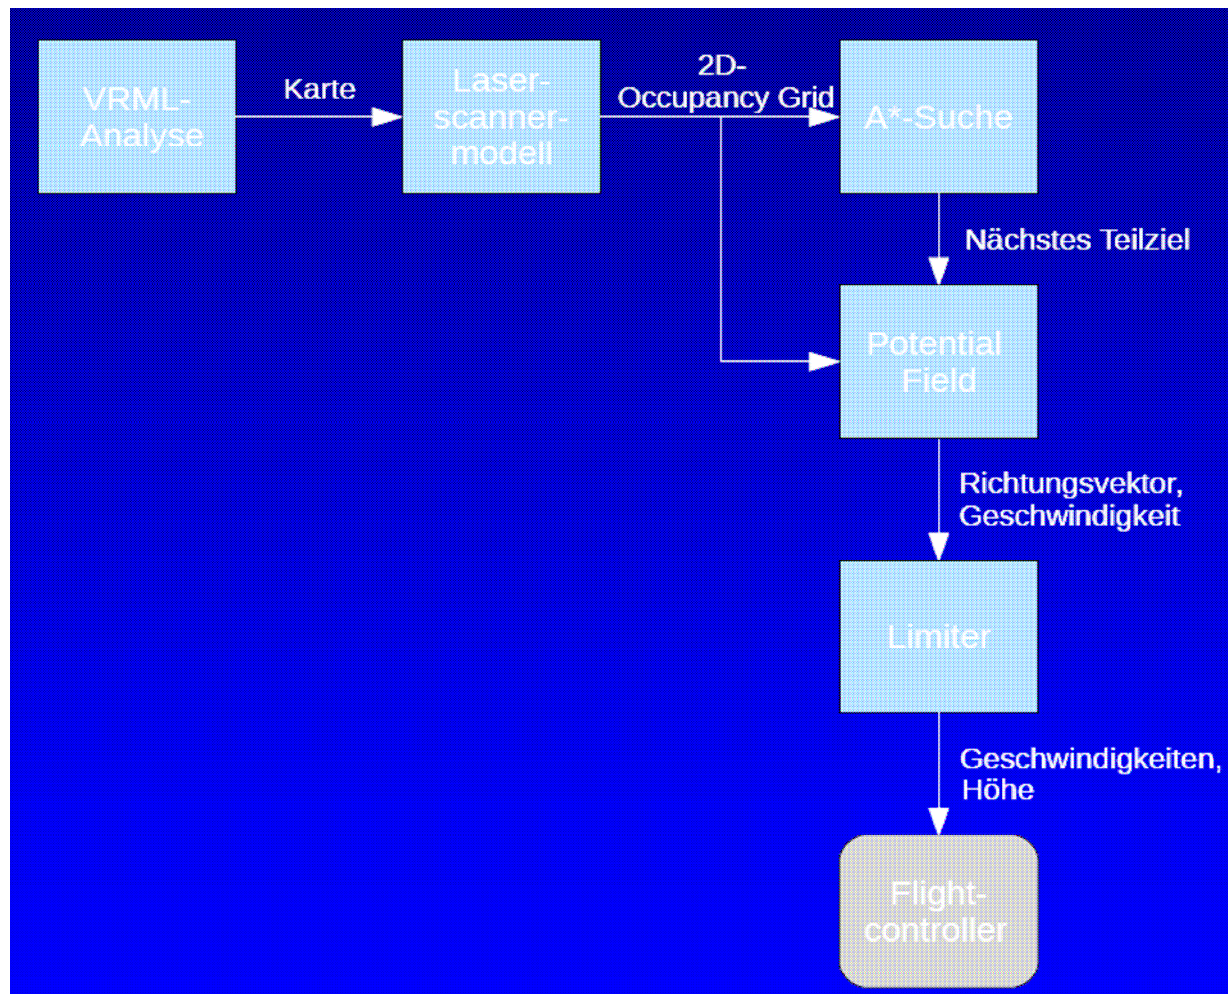 VRML-
Analyse
Karte
Laser-
scanner-
modell
2D-
Occupancy Grid
A*-Suche
Nächstes Teilziel
Potential
Field
Richtungsvektor,
Geschwindigkeit
Limiter
Geschwindigkeiten,
Höhe
Flight-
controller